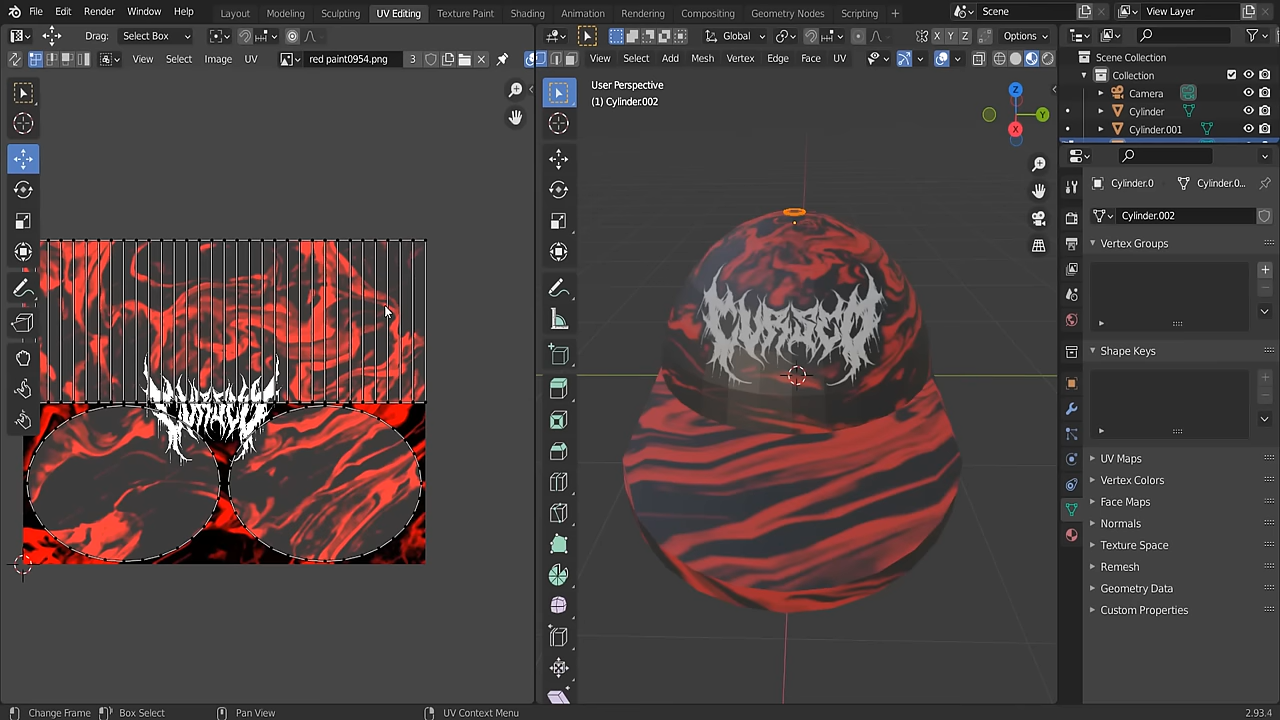 File Edit Render Window Help Layout Modeling Sculpting UV Editing Texture Paint Shading Animation Rendering Compositing Geometry Nodes Scripting + Scene View Layer
Drag: Select Box Global X Y Z Options
View Select Image UV red paint0954.png 3 View Select Add Mesh Vertex Edge Face UV
User Perspective
(1) Cylinder.002
Z
Y
X
Scene Collection
Collection
Camera
Cylinder
Cylinder.001
Cylinder.0 Cylinder.0...
Cylinder.002
Vertex Groups
Shape Keys
UV Maps
Vertex Colors
Face Maps
Normals
Texture Space
Remesh
Geometry Data
Custom Properties
CURSED
CURSED
Change Frame Box Select Pan View UV Context Menu 2.93.4